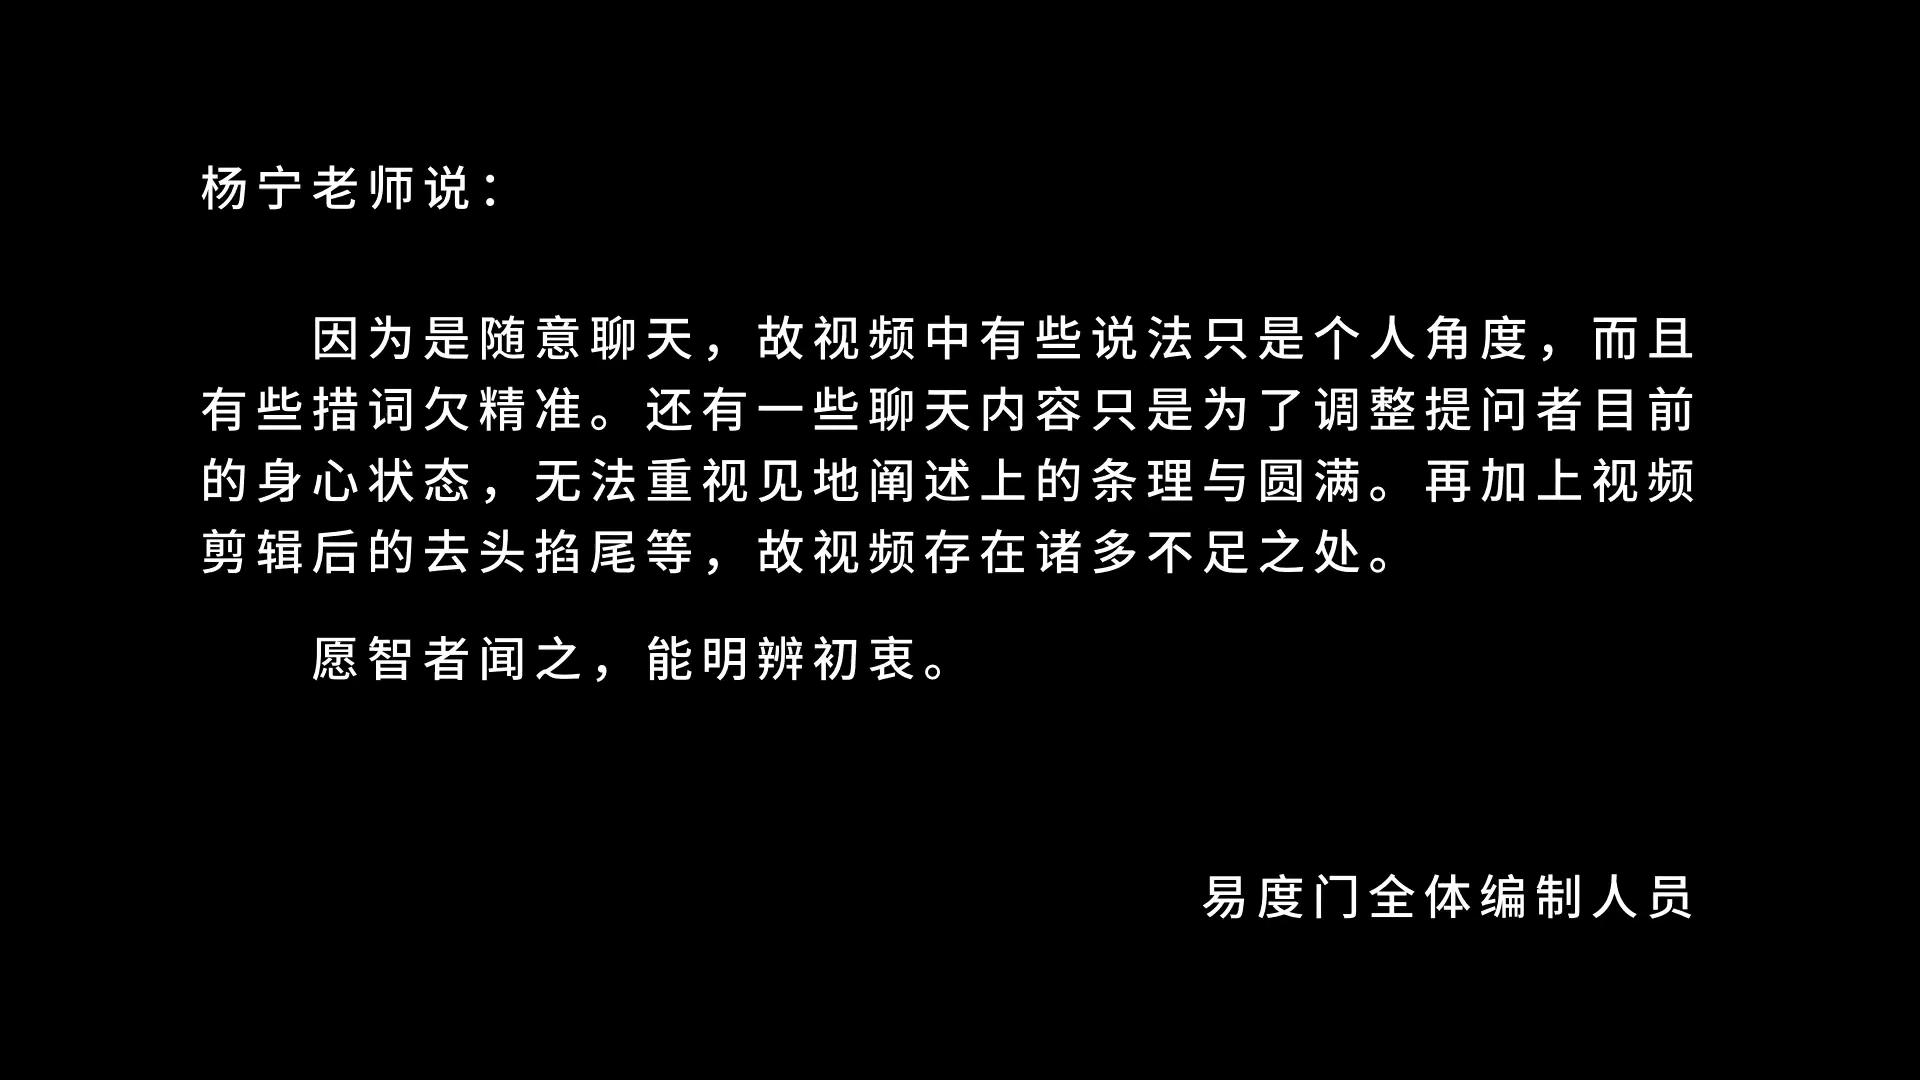 杨宁老师说：
因为是随意聊天，故视频中有些说法只是个人角度，而且
有些措词欠精准。还有一些聊天内容只是为了调整提问者目前
的身心状态，无法重视见地阐述上的条理与圆满。再加上视频
剪辑后的去头掐尾等，故视频存在诸多不足之处。
愿智者闻之，能明辨初衷。
易度门全体编制人员